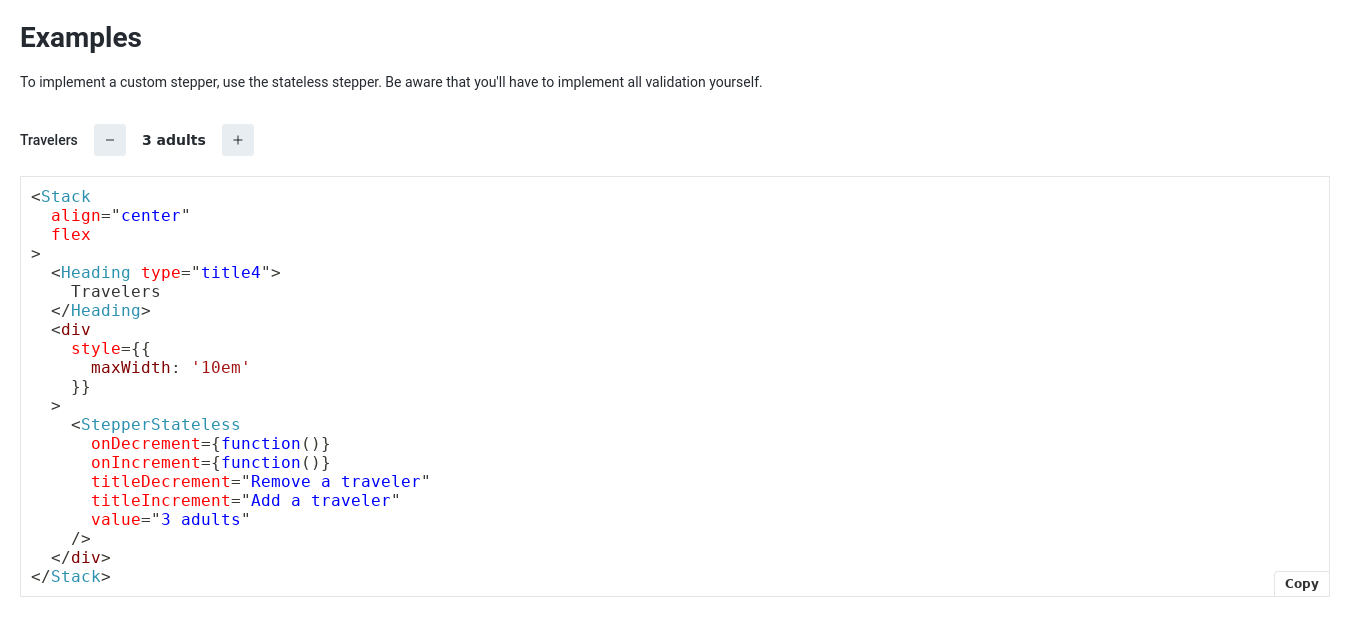 Examples
To implement a custom stepper, use the stateless stepper. Be aware that you'll have to implement all validation yourself.
Travelers − 3 adults +
<Stack
  align="center"
  flex
>
  <Heading type="title4">
    Travelers
  </Heading>
  <div
    style={{
      maxWidth: '10em'
    }}
  >
    <StepperStateless
      onDecrement={function()}
      onIncrement={function()}
      titleDecrement="Remove a traveler"
      titleIncrement="Add a traveler"
      value="3 adults"
    />
  </div>
</Stack>
Copy